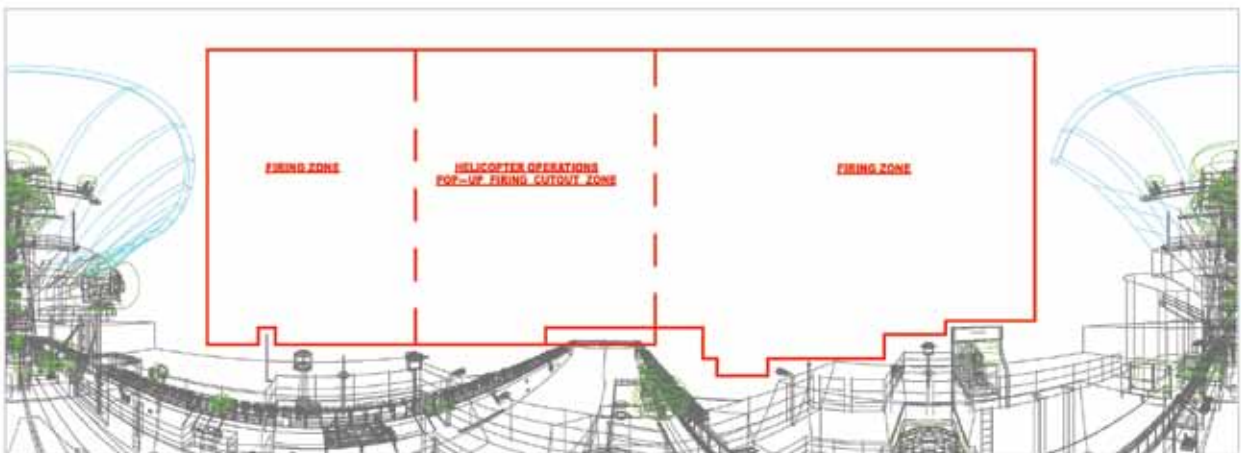 FIRING ZONE
HELICOPTER OPERATIONS
POP-UP FIRING CUTOUT ZONE
FIRING ZONE